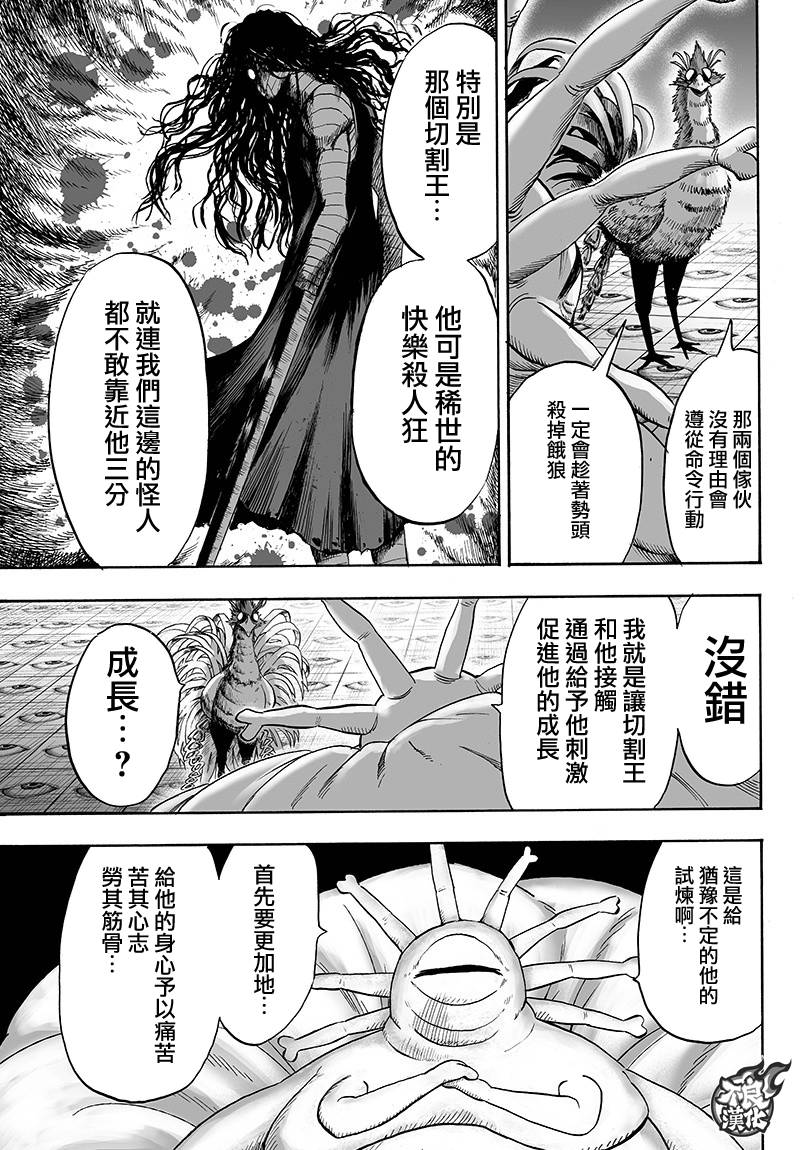 那兩個傢伙
沒有理由會
遵從命令行動
一定會趁著勢頭
殺掉餓狼
特別是
那個切割王…
他可是稀世的
快樂殺人狂
就連我們這邊的怪人
都不敢靠近他三分
沒錯
我就是讓切割王
和他接觸
通過給予他刺激
促進他的成長
成長…?
這是給
猶豫不定的他的
試煉啊…
首先要更加地…
給他的身心予以痛苦
苦其心志
勞其筋骨…
狼
漢化